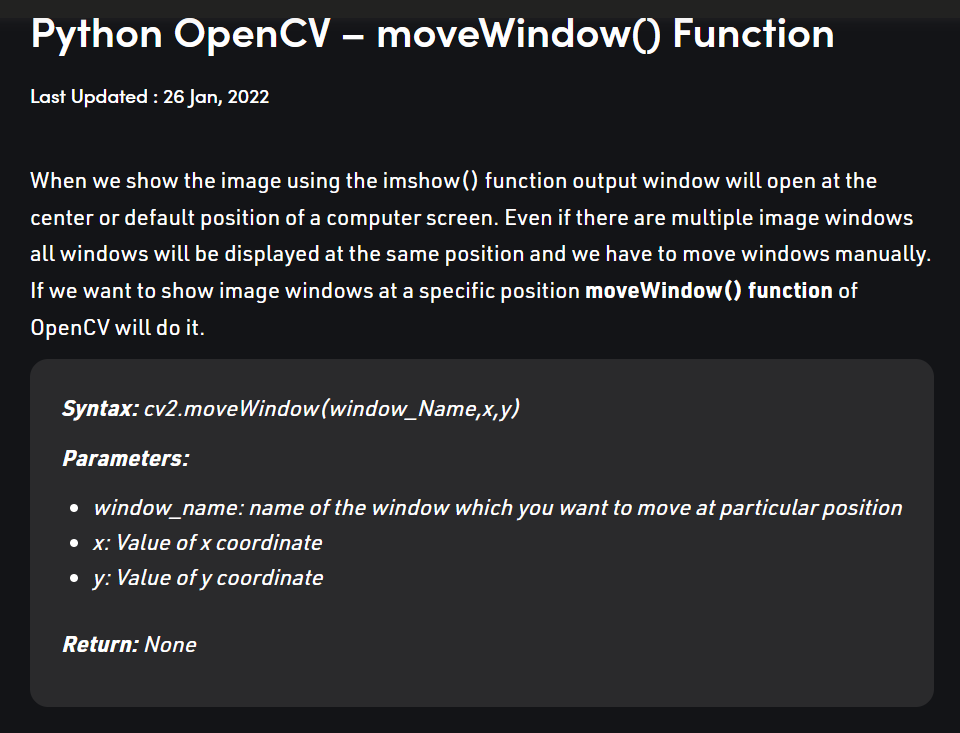 Python OpenCV – moveWindow() Function
Last Updated : 26 Jan, 2022
When we show the image using the imshow() function output window will open at the
center or default position of a computer screen. Even if there are multiple image windows
all windows will be displayed at the same position and we have to move windows manually.
If we want to show image windows at a specific position moveWindow() function of
OpenCV will do it.
Syntax: cv2.moveWindow(window_Name,x,y)
Parameters:
• window_name: name of the window which you want to move at particular position
• x: Value of x coordinate
• y: Value of y coordinate
Return: None